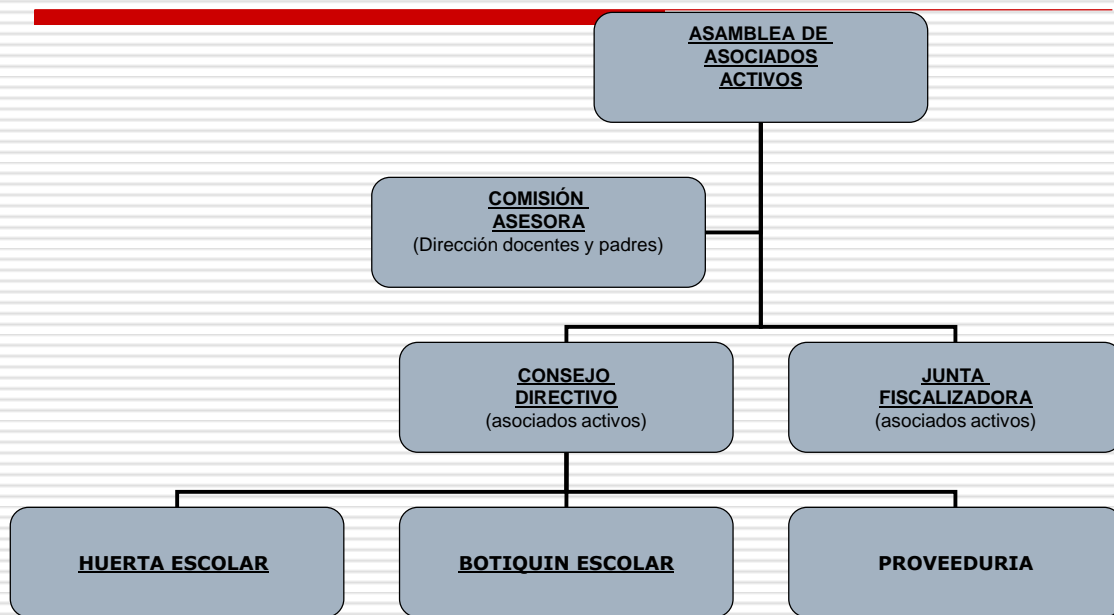 ASAMBLEA DE
ASOCIADOS
ACTIVOS
COMISIÓN
ASESORA
(Dirección docentes y padres)
CONSEJO
DIRECTIVO
(asociados activos)
JUNTA
FISCALIZADORA
(asociados activos)
HUERTA ESCOLAR
BOTIQUIN ESCOLAR
PROVEEDURIA